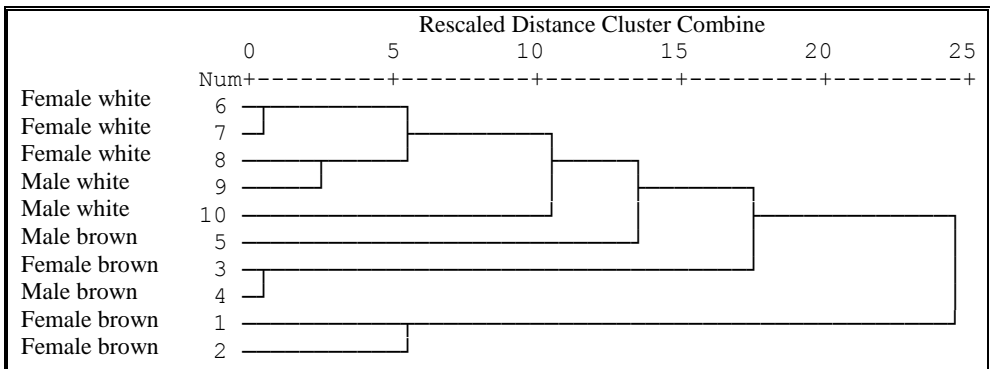 Rescaled Distance Cluster Combine
0 5 10 15 20 25
Num+---------+---------+---------+---------+---------+
Female white 6
Female white 7
Female white 8
Male white 9
Male white 10
Male brown 5
Female brown 3
Male brown 4
Female brown 1
Female brown 2